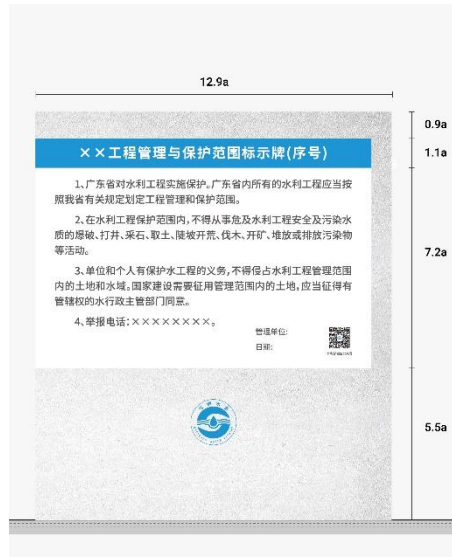 12.9a
0.9a
××工程管理与保护范围标示牌(序号)
1.1a
1、广东省对水利工程实施保护。广东省内所有的水利工程应当按
照我省有关规定划定工程管理和保护范围。
2、在水利工程保护范围内,不得从事危及水利工程安全及污染水
质的爆破、打井、采石、取土、陡坡开荒、伐木、开矿、堆放或排放污染物
等活动。
7.2a
3、单位和个人有保护水工程的义务,不得侵占水利工程管理范围
内的土地和水域。国家建设需要征用管理范围内的土地,应当征得有
管辖权的水行政主管部门同意。
4、举报电话:××××××××。
管理单位:
日期:
5.5a